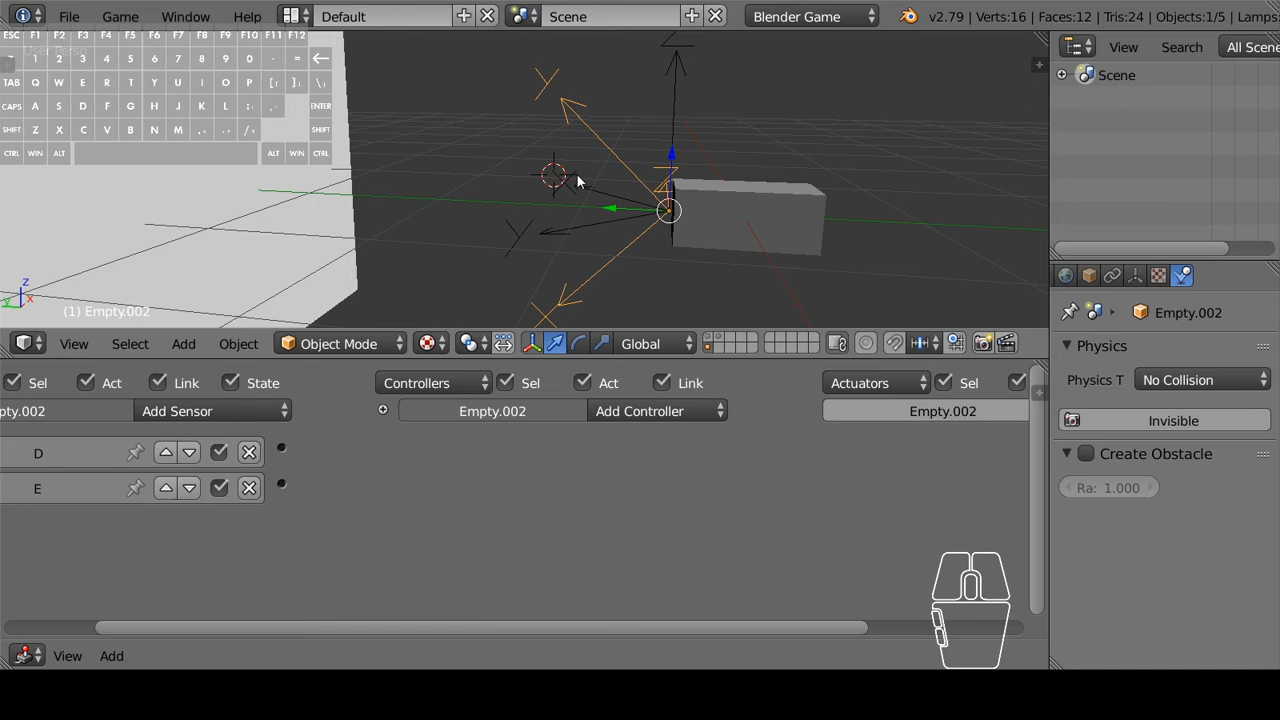 File Game Window Help Default Scene Blender Game v2.79 | Verts:16 | Faces:12 | Tris:24 | Objects:1/5 | Lamps:
ESC F1 F2 F3 F4 F5 F6 F7 F8 F9 F10 F11 F12
1 2 3 4 5 6 7 8 9 0 - =
TAB Q W E R T Y U I O P [{ ]} \|
CAPS A S D F G H J K L ;: ENTER
SHIFT Z X C V B N M ,< .> /? SHIFT
CTRL WIN ALT ALT WIN CTRL
Z
Y
Z
Y
X
z
y x
(1) Empty.002
View Search All Scene
Scene
View Select Add Object Object Mode Global
Sel Act Link State Controllers Sel Act Link Actuators Sel
pty.002 Add Sensor Empty.002 Add Controller Empty.002
D
E
View Add
Empty.002
Physics
Physics T No Collision
Invisible
Create Obstacle
Ra: 1.000